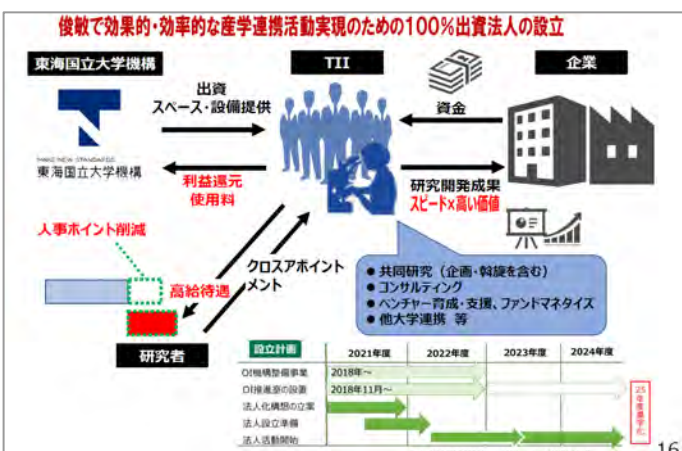 俊敏で効果的・効率的な産学連携活動実現のための100%出資法人の設立
東海国立大学機構
TII
企業
出資
スペース・設備提供
資金
MAKE NEW STANDARDS.
東海国立大学機構
利益還元
使用料
研究開発成果
スピードx高い価値
人事ポイント削減
クロスアポイント
メント
高給待遇
● 共同研究（企画・斡旋を含む）
● コンサルティング
● ベンチャー育成・支援、ファンドマネタイズ
● 他大学連携 等
研究者
設立計画
2021年度
2022年度
2023年度
2024年度
OI機構整備事業
2018年～
OI推進室の設置
2018年11月～
法人化構想の立案
法人設立準備
法人活動開始
16